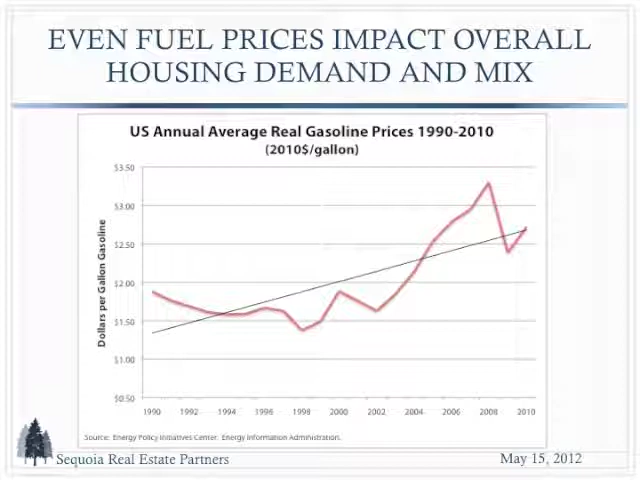 EVEN FUEL PRICES IMPACT OVERALL
HOUSING DEMAND AND MIX
US Annual Average Real Gasoline Prices 1990-2010
(2010$/gallon)
Dollars per Gallon Gasoline
$3.50
$3.00
$2.50
$2.00
$1.50
$1.00
$0.50
1990 1992 1994 1996 1998 2000 2002 2004 2006 2008 2010
Source: Energy Policy Initiatives Center. Energy Information Administration.
Sequoia Real Estate Partners
May 15, 2012